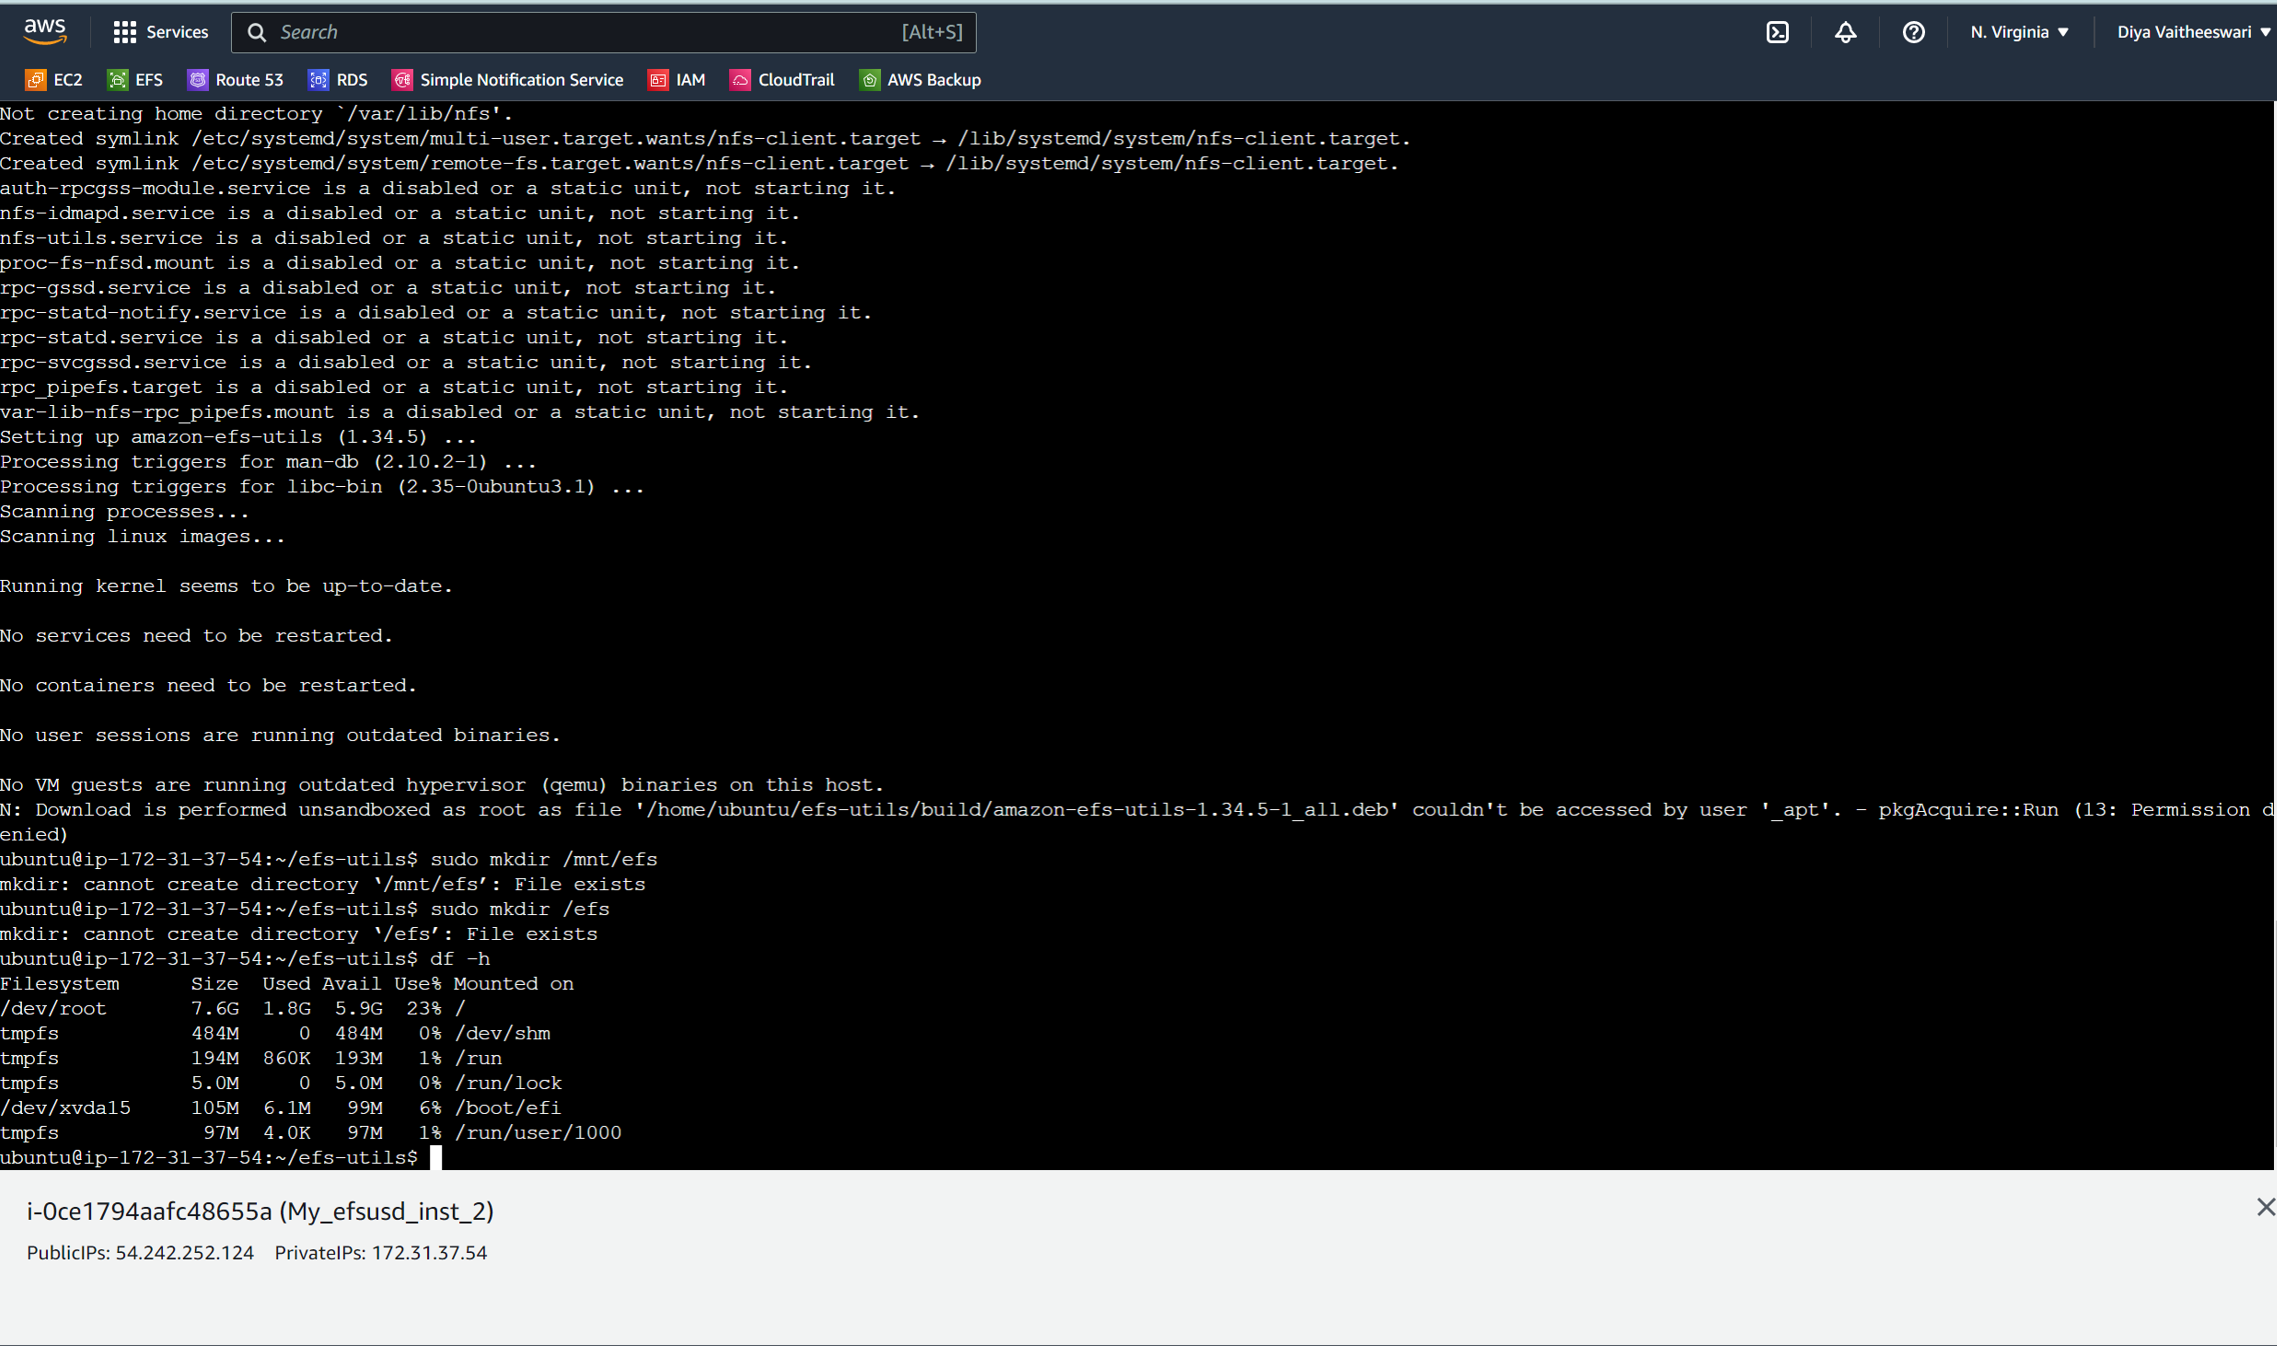 aws Services Search [Alt+S] N. Virginia ▼ Diya Vaitheeswari ▼
EC2 EFS Route 53 RDS Simple Notification Service IAM CloudTrail AWS Backup
Not creating home directory `/var/lib/nfs'.
Created symlink /etc/systemd/system/multi-user.target.wants/nfs-client.target → /lib/systemd/system/nfs-client.target.
Created symlink /etc/systemd/system/remote-fs.target.wants/nfs-client.target → /lib/systemd/system/nfs-client.target.
auth-rpcgss-module.service is a disabled or a static unit, not starting it.
nfs-idmapd.service is a disabled or a static unit, not starting it.
nfs-utils.service is a disabled or a static unit, not starting it.
proc-fs-nfsd.mount is a disabled or a static unit, not starting it.
rpc-gssd.service is a disabled or a static unit, not starting it.
rpc-statd-notify.service is a disabled or a static unit, not starting it.
rpc-statd.service is a disabled or a static unit, not starting it.
rpc-svcgssd.service is a disabled or a static unit, not starting it.
rpc_pipefs.target is a disabled or a static unit, not starting it.
var-lib-nfs-rpc_pipefs.mount is a disabled or a static unit, not starting it.
Setting up amazon-efs-utils (1.34.5) ...
Processing triggers for man-db (2.10.2-1) ...
Processing triggers for libc-bin (2.35-0ubuntu3.1) ...
Scanning processes...
Scanning linux images...
Running kernel seems to be up-to-date.
No services need to be restarted.
No containers need to be restarted.
No user sessions are running outdated binaries.
No VM guests are running outdated hypervisor (qemu) binaries on this host.
N: Download is performed unsandboxed as root as file '/home/ubuntu/efs-utils/build/amazon-efs-utils-1.34.5-1_all.deb' couldn't be accessed by user '_apt'. - pkgAcquire::Run (13: Permission d
enied)
ubuntu@ip-172-31-37-54:~/efs-utils$ sudo mkdir /mnt/efs
mkdir: cannot create directory ‘/mnt/efs’: File exists
ubuntu@ip-172-31-37-54:~/efs-utils$ sudo mkdir /efs
mkdir: cannot create directory ‘/efs’: File exists
ubuntu@ip-172-31-37-54:~/efs-utils$ df -h
Filesystem      Size  Used Avail Use% Mounted on
/dev/root       7.6G  1.8G  5.9G  23% /
tmpfs           484M     0  484M   0% /dev/shm
tmpfs           194M  860K  193M   1% /run
tmpfs           5.0M     0  5.0M   0% /run/lock
/dev/xvda15     105M  6.1M   99M   6% /boot/efi
tmpfs            97M  4.0K   97M   1% /run/user/1000
ubuntu@ip-172-31-37-54:~/efs-utils$
i-0ce1794aafc48655a (My_efsusd_inst_2)
PublicIPs: 54.242.252.124 PrivateIPs: 172.31.37.54